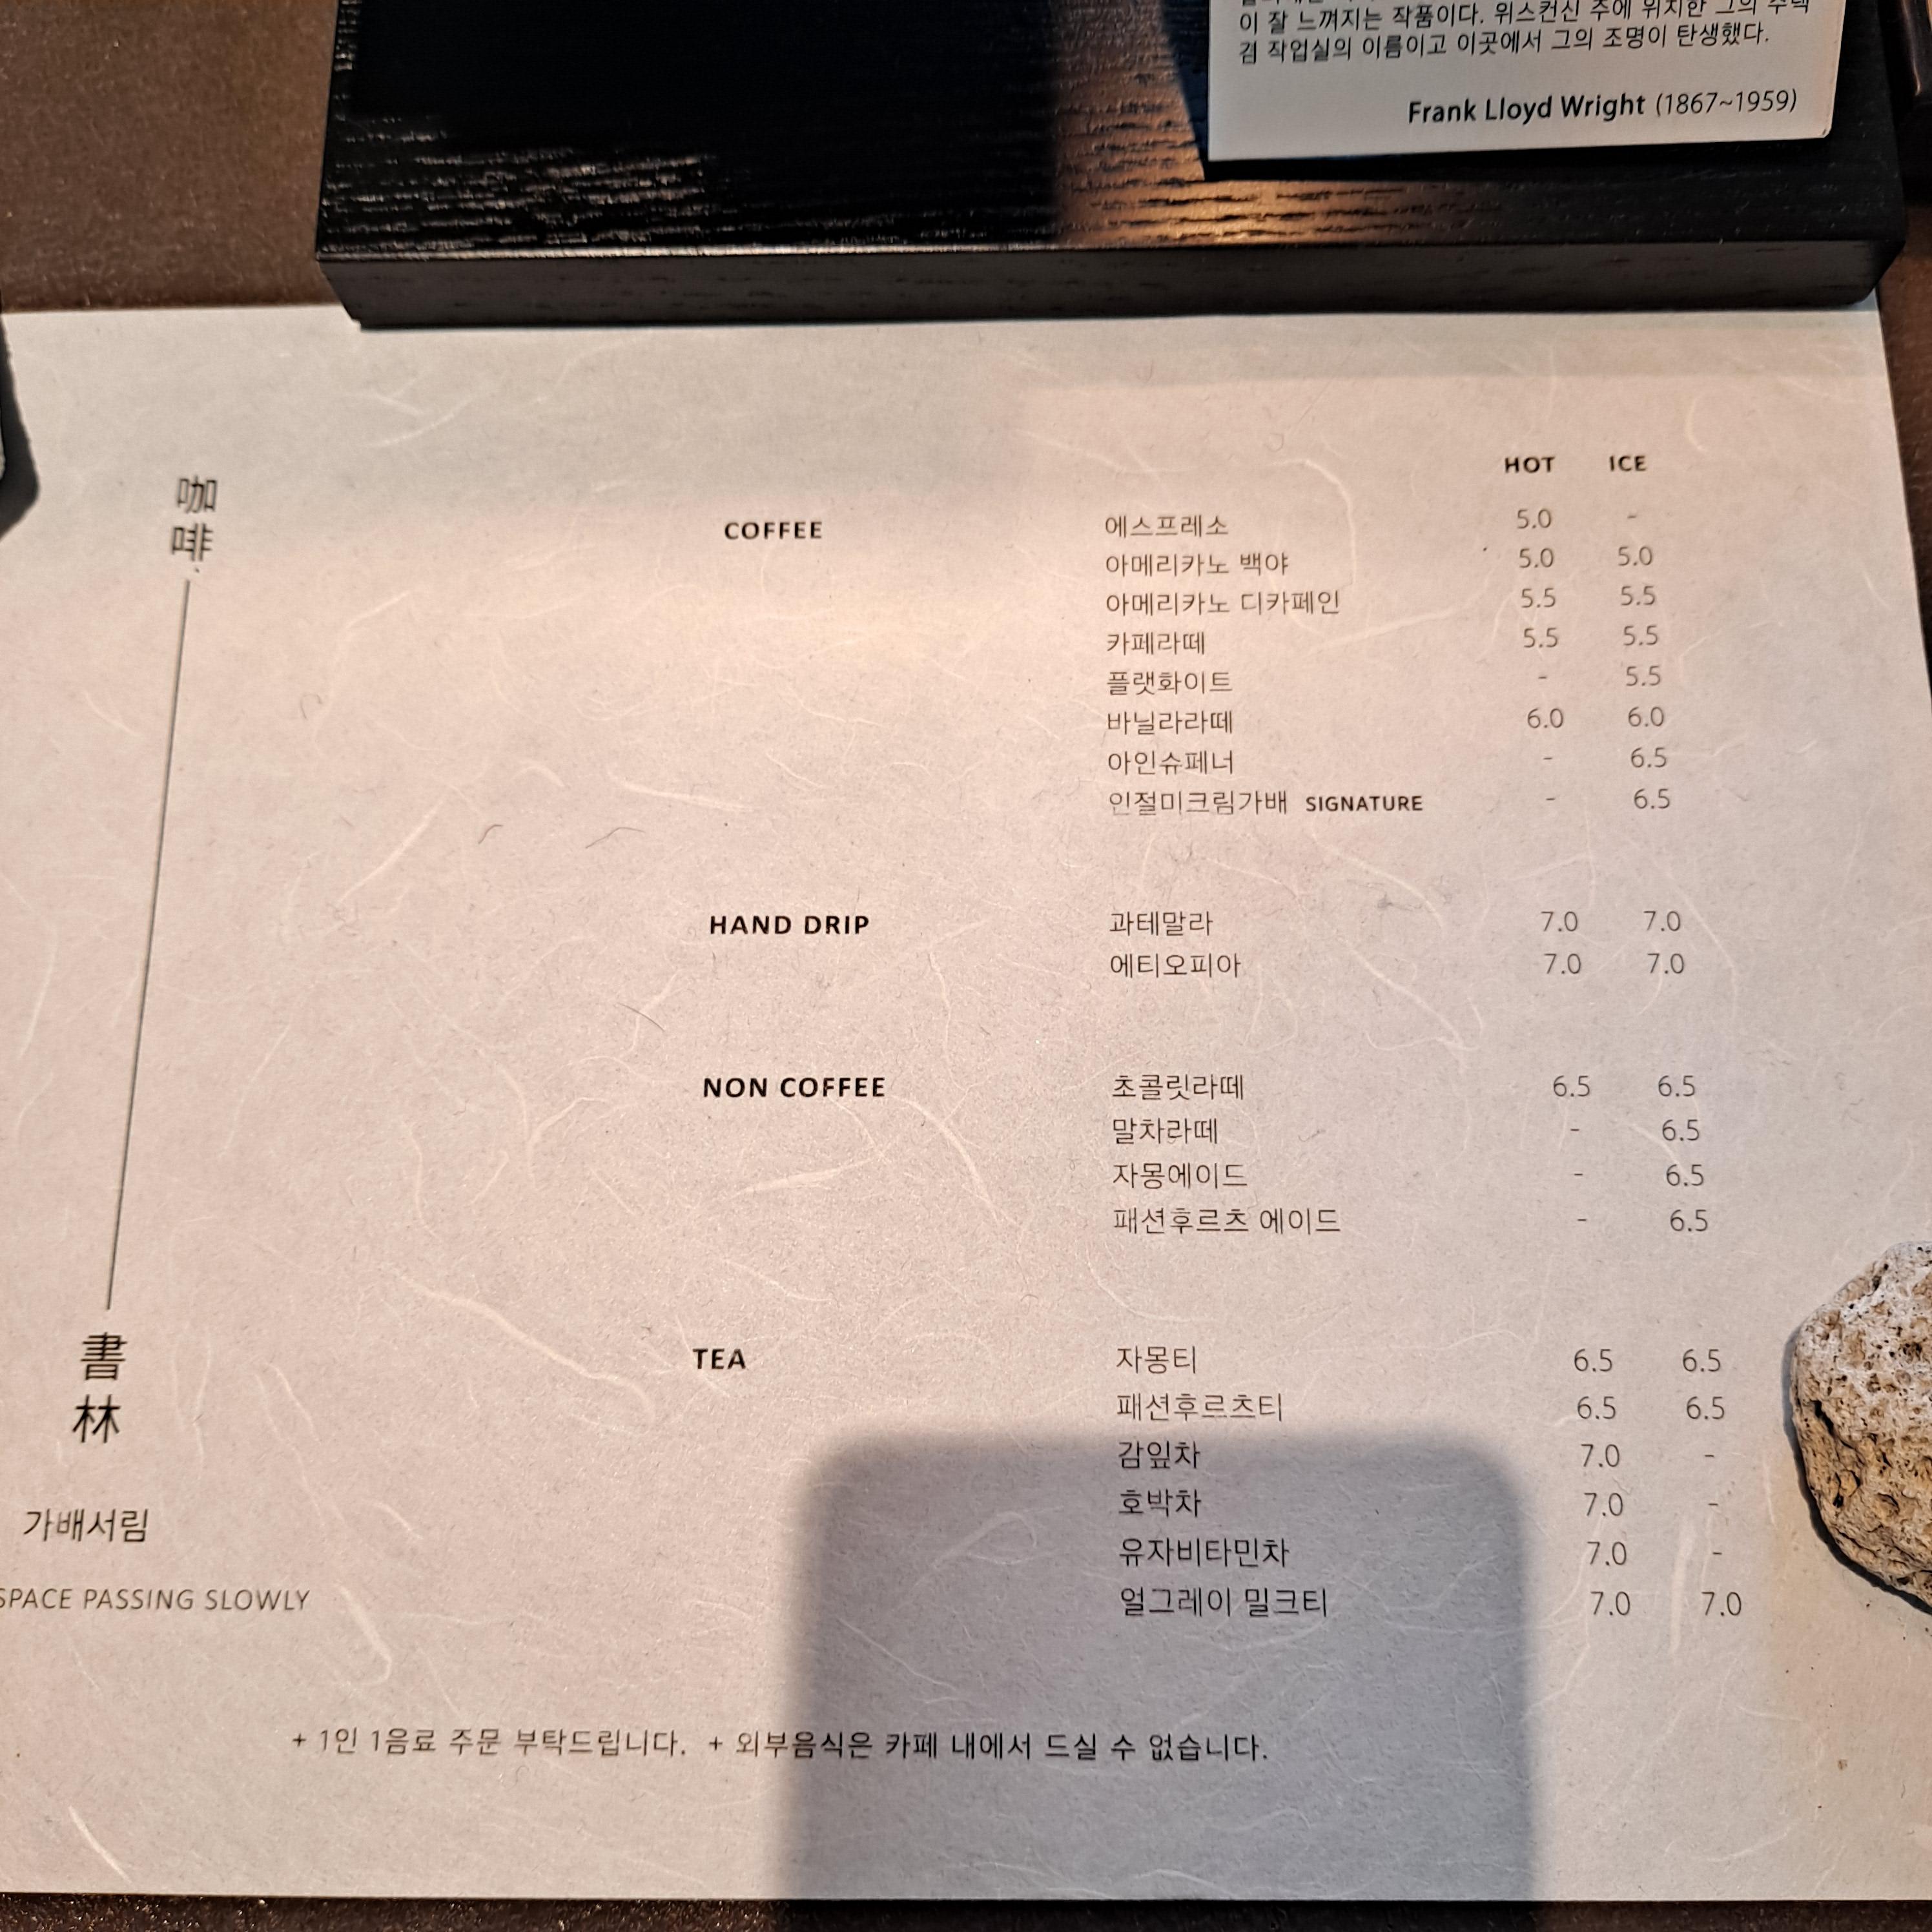 이 잘 느껴지는 작품이다. 위스컨신 주에 위치한 그의 주택
겸 작업실의 이름이고 이곳에서 그의 조명이 탄생했다.
Frank Lloyd Wright (1867~1959)
咖啡
書林
가배서림
SPACE PASSING SLOWLY
HOT ICE
COFFEE
에스프레소 5.0 -
아메리카노 백야 5.0 5.0
아메리카노 디카페인 5.5 5.5
카페라떼 5.5 5.5
플랫화이트 - 5.5
바닐라라떼 6.0 6.0
아인슈페너 - 6.5
인절미크림가배 SIGNATURE - 6.5
HAND DRIP
과테말라 7.0 7.0
에티오피아 7.0 7.0
NON COFFEE
초콜릿라떼 6.5 6.5
말차라떼 - 6.5
자몽에이드 - 6.5
패션후르츠 에이드 - 6.5
TEA
자몽티 6.5 6.5
패션후르츠티 6.5 6.5
감잎차 7.0 -
호박차 7.0 -
유자비타민차 7.0 -
얼그레이 밀크티 7.0 7.0
+ 1인 1음료 주문 부탁드립니다. + 외부음식은 카페 내에서 드실 수 없습니다.